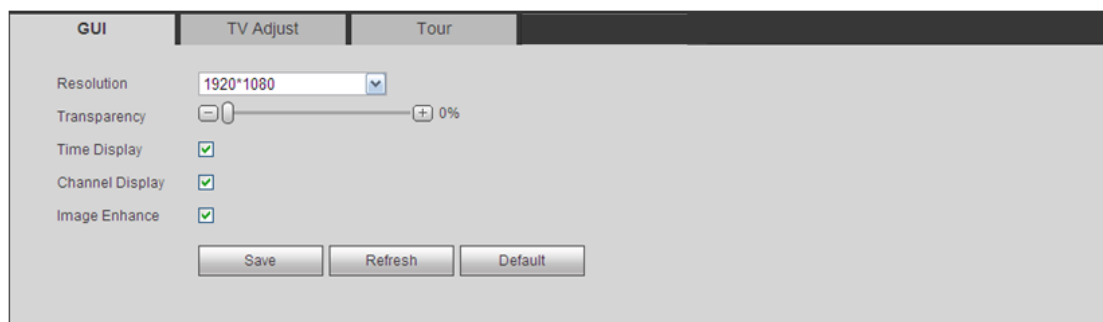 GUI TV Adjust Tour
Resolution 1920*1080
Transparency 0%
Time Display
Channel Display
Image Enhance
Save Refresh Default